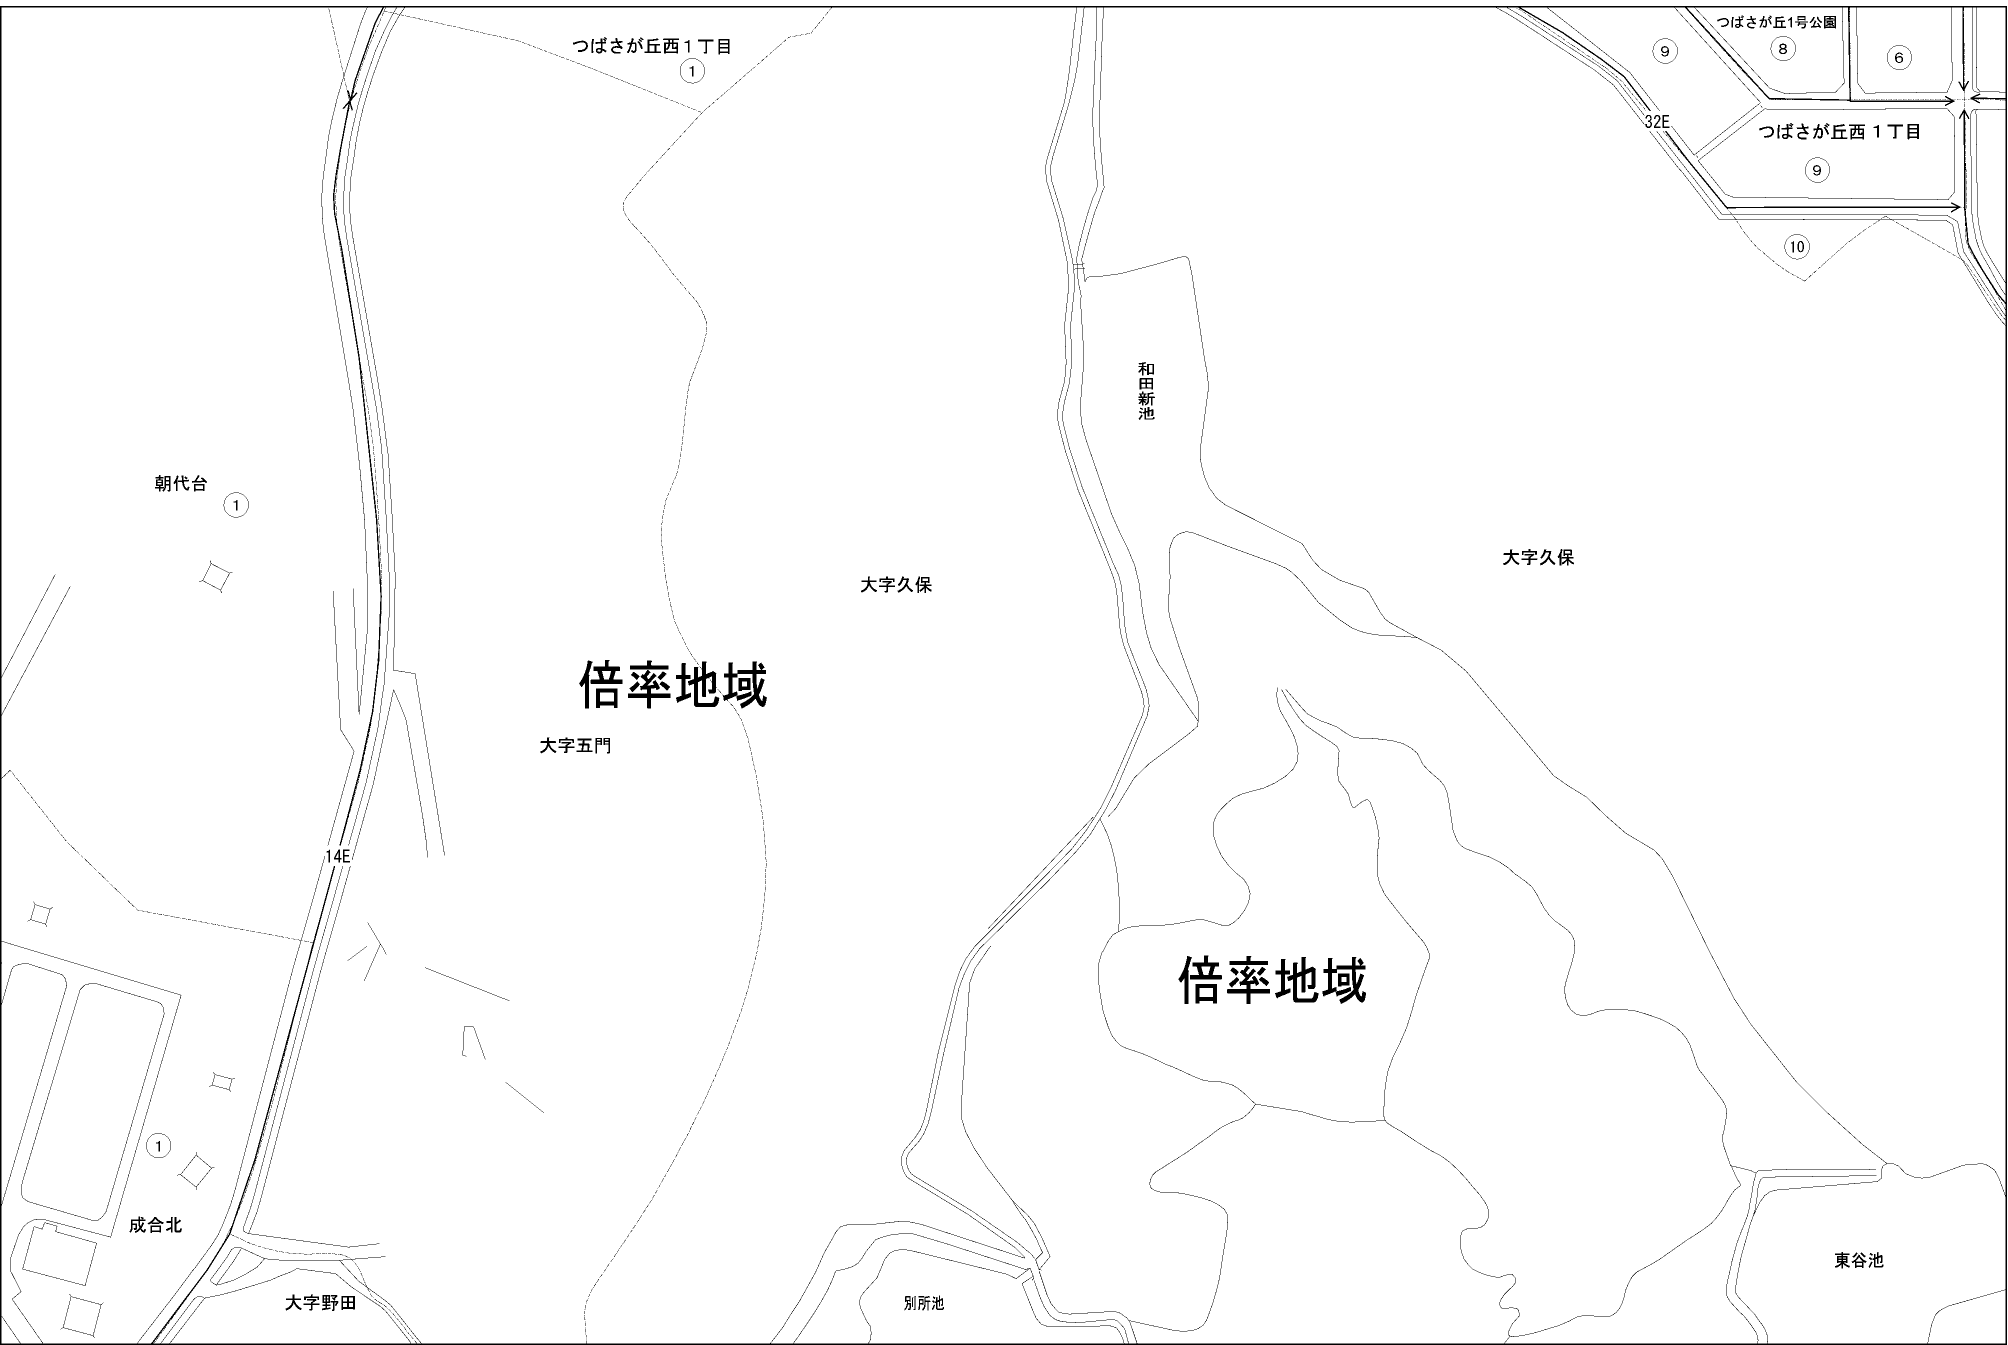 つばさが丘西１丁目
1
つばさが丘1号公園
9
8
6
32E
つばさが丘西１丁目
9
10
和田新池
朝代台
1
大字久保
大字久保
倍率地域
大字五門
14E
倍率地域
1
成合北
大字野田
別所池
東谷池